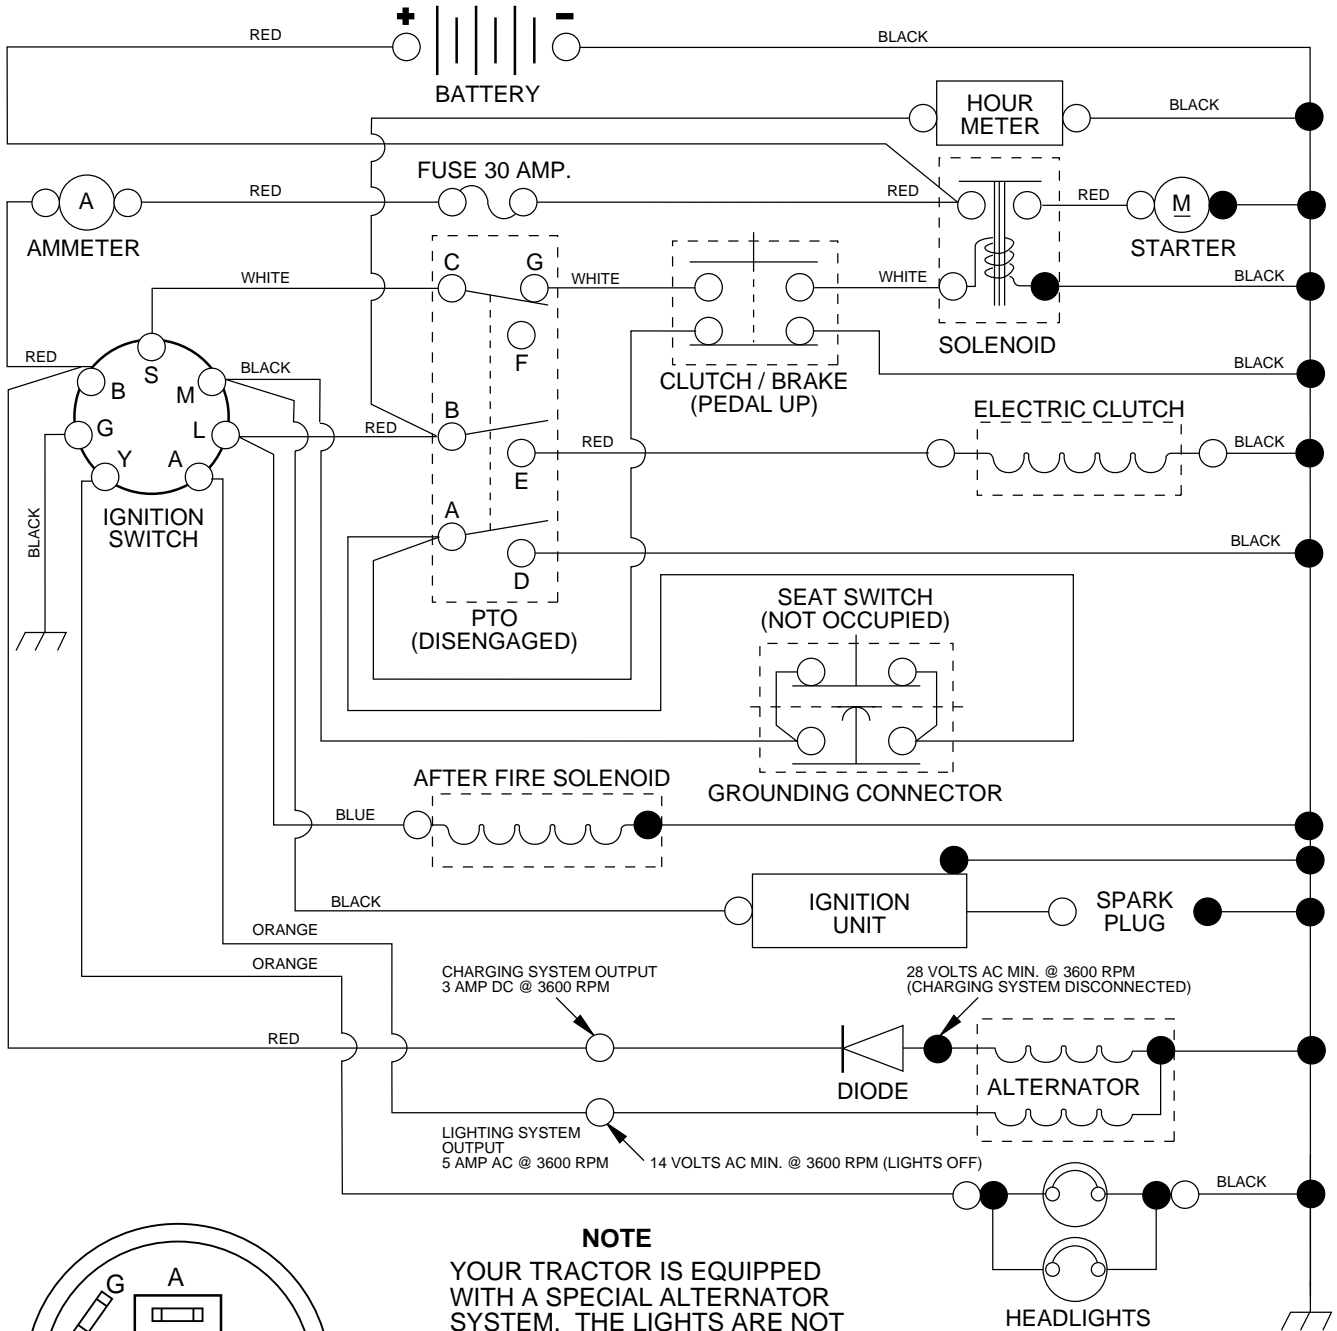 + −
RED
BLACK
BATTERY
HOUR
METER
BLACK
FUSE 30 AMP.
RED
RED
A
AMMETER
RED
M
STARTER
C G
WHITE
WHITE
WHITE
BLACK
F
SOLENOID
RED
S
B
M
BLACK
CLUTCH / BRAKE
(PEDAL UP)
BLACK
G
L
RED
B
ELECTRIC CLUTCH
RED
BLACK
E
Y A
IGNITION
SWITCH
BLACK
A
BLACK
D
PTO
(DISENGAGED)
SEAT SWITCH
(NOT OCCUPIED)
AFTER FIRE SOLENOID
GROUNDING CONNECTOR
BLUE
BLACK
IGNITION
UNIT
SPARK
PLUG
ORANGE
ORANGE
CHARGING SYSTEM OUTPUT
3 AMP DC @ 3600 RPM
28 VOLTS AC MIN. @ 3600 RPM
(CHARGING SYSTEM DISCONNECTED)
RED
DIODE
ALTERNATOR
LIGHTING SYSTEM
OUTPUT
5 AMP AC @ 3600 RPM
14 VOLTS AC MIN. @ 3600 RPM (LIGHTS OFF)
BLACK
HEADLIGHTS
G A
NOTE
YOUR TRACTOR IS EQUIPPED
WITH A SPECIAL ALTERNATOR
SYSTEM. THE LIGHTS ARE NOT